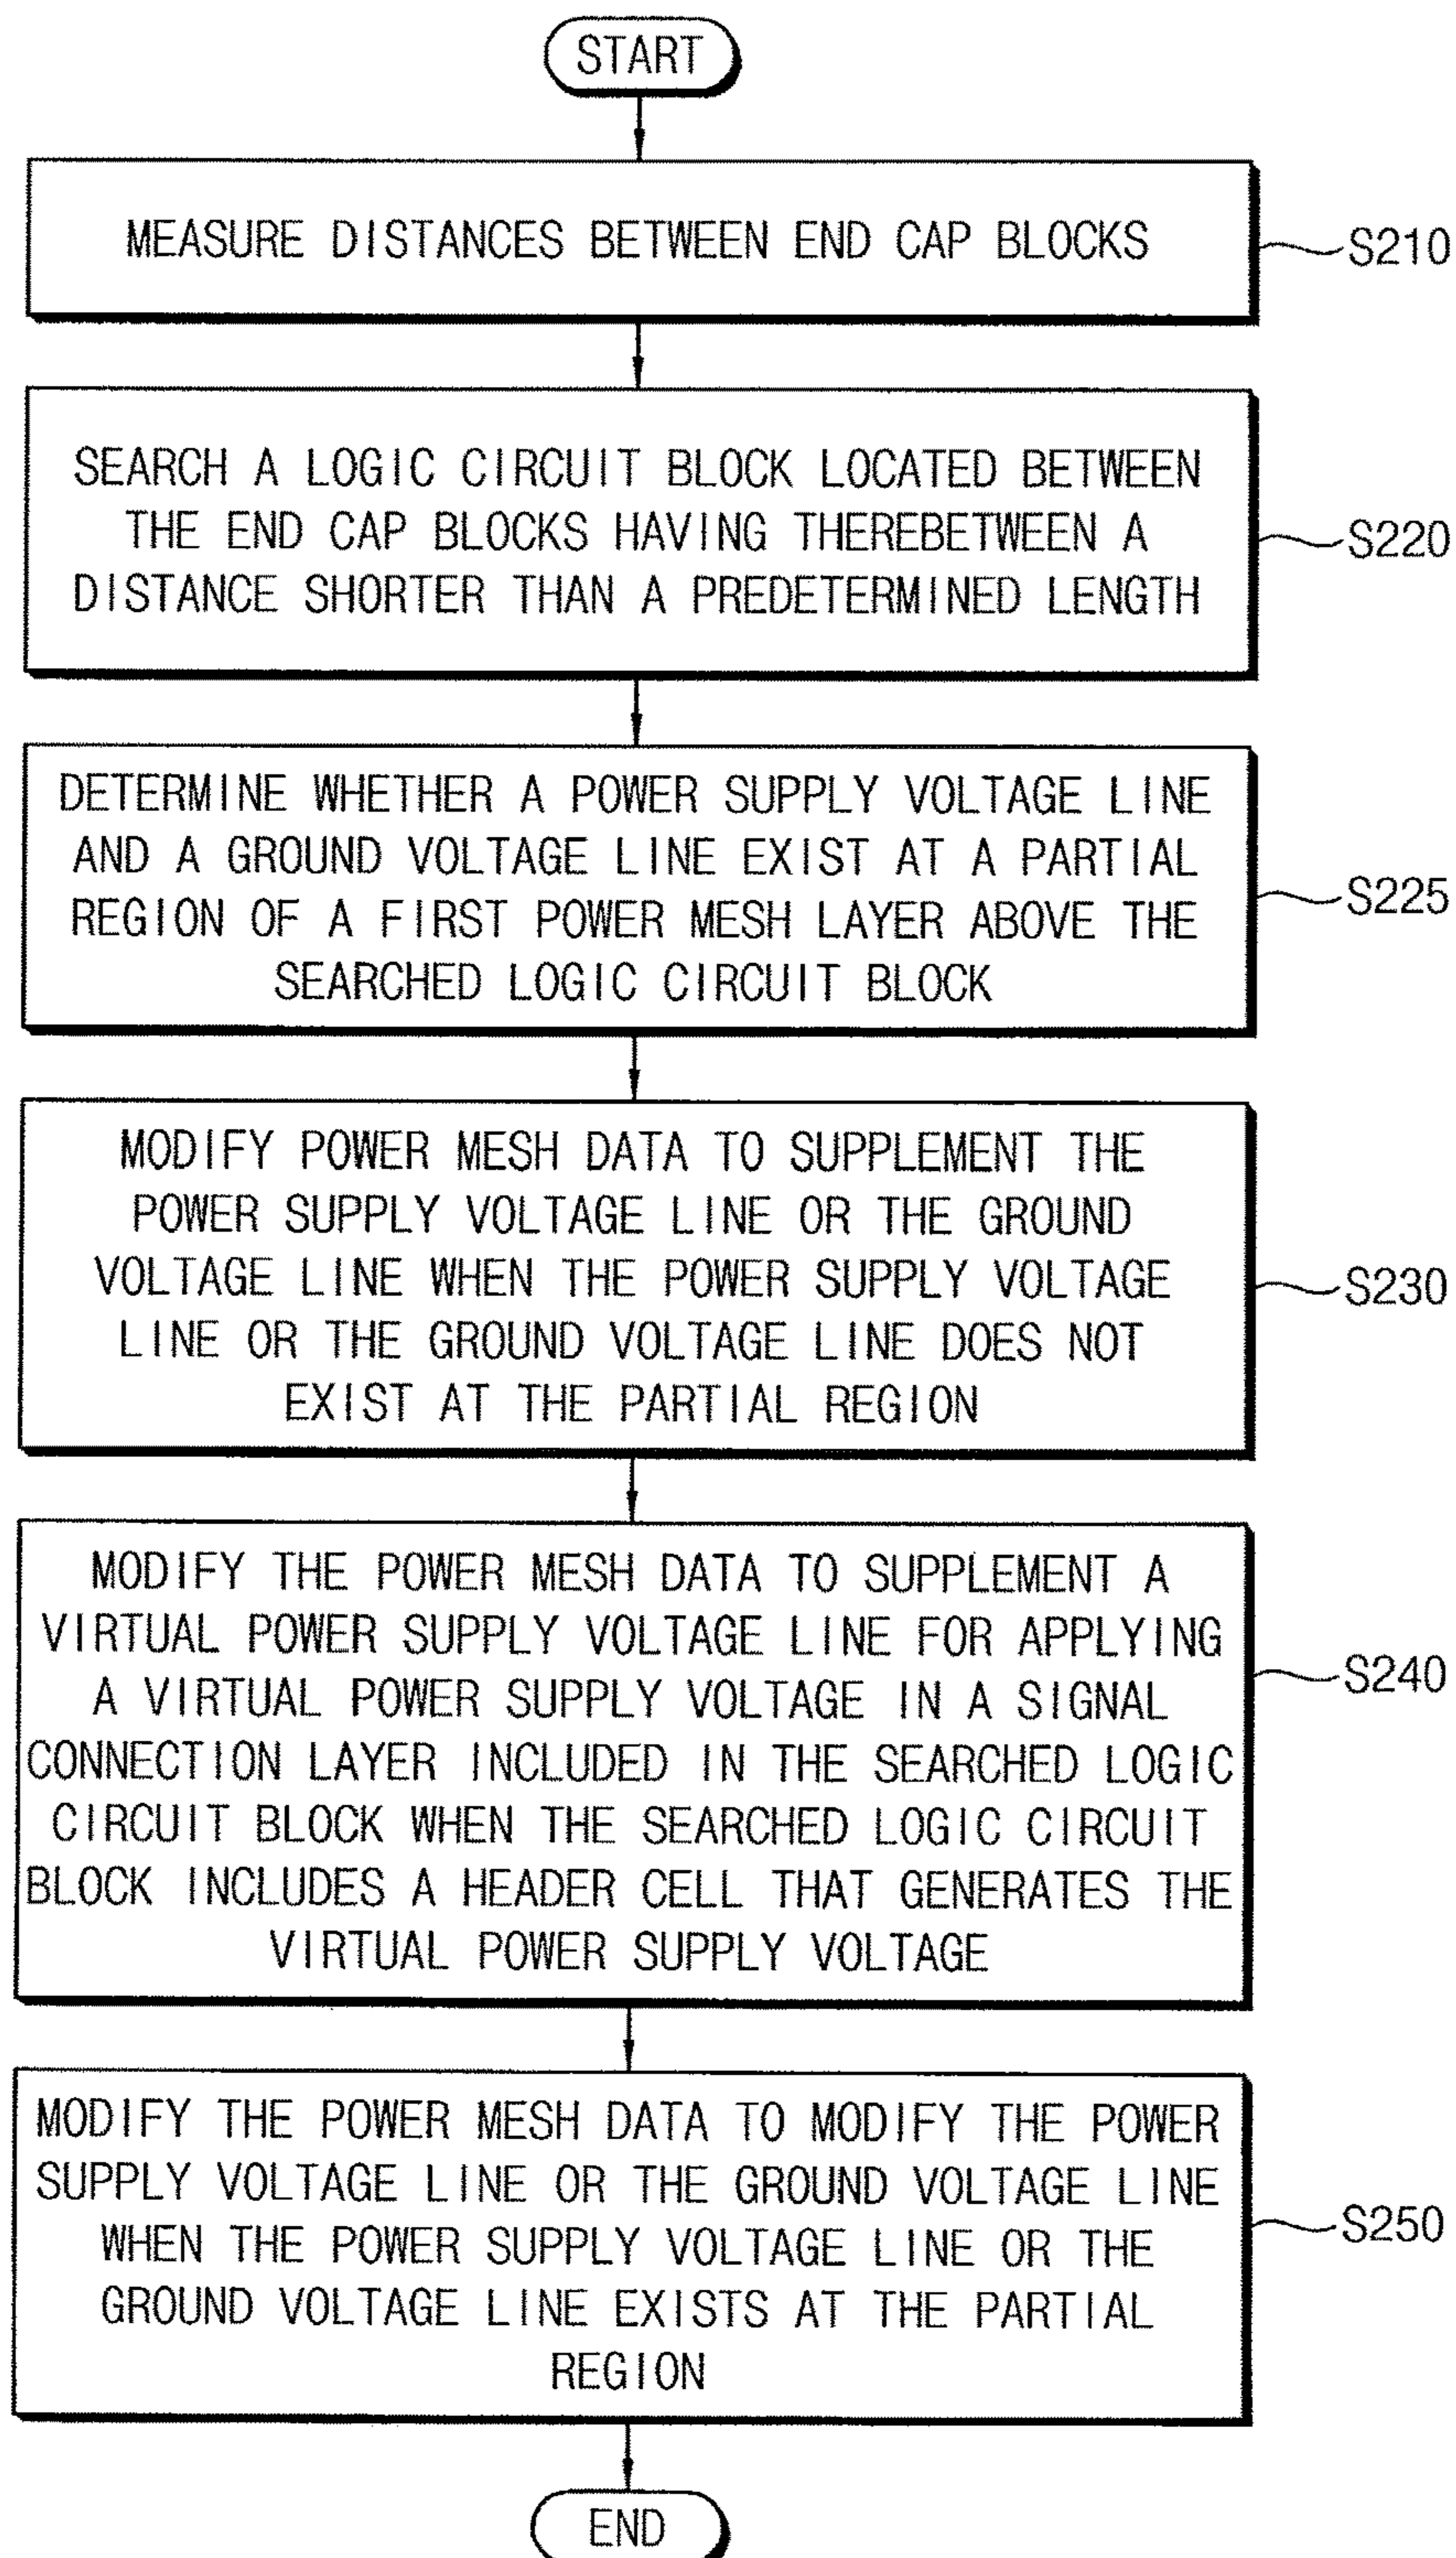 START
MEASURE DISTANCES BETWEEN END CAP BLOCKS
S210
SEARCH A LOGIC CIRCUIT BLOCK LOCATED BETWEEN
THE END CAP BLOCKS HAVING THEREBETWEEN A
DISTANCE SHORTER THAN A PREDETERMINED LENGTH
S220
DETERMINE WHETHER A POWER SUPPLY VOLTAGE LINE
AND A GROUND VOLTAGE LINE EXIST AT A PARTIAL
REGION OF A FIRST POWER MESH LAYER ABOVE THE
SEARCHED LOGIC CIRCUIT BLOCK
S225
MODIFY POWER MESH DATA TO SUPPLEMENT THE
POWER SUPPLY VOLTAGE LINE OR THE GROUND
VOLTAGE LINE WHEN THE POWER SUPPLY VOLTAGE
LINE OR THE GROUND VOLTAGE LINE DOES NOT
EXIST AT THE PARTIAL REGION
S230
MODIFY THE POWER MESH DATA TO SUPPLEMENT A
VIRTUAL POWER SUPPLY VOLTAGE LINE FOR APPLYING
A VIRTUAL POWER SUPPLY VOLTAGE IN A SIGNAL
CONNECTION LAYER INCLUDED IN THE SEARCHED LOGIC
CIRCUIT BLOCK WHEN THE SEARCHED LOGIC CIRCUIT
BLOCK INCLUDES A HEADER CELL THAT GENERATES THE
VIRTUAL POWER SUPPLY VOLTAGE
S240
MODIFY THE POWER MESH DATA TO MODIFY THE POWER
SUPPLY VOLTAGE LINE OR THE GROUND VOLTAGE LINE
WHEN THE POWER SUPPLY VOLTAGE LINE OR THE
GROUND VOLTAGE LINE EXISTS AT THE PARTIAL
REGION
S250
END